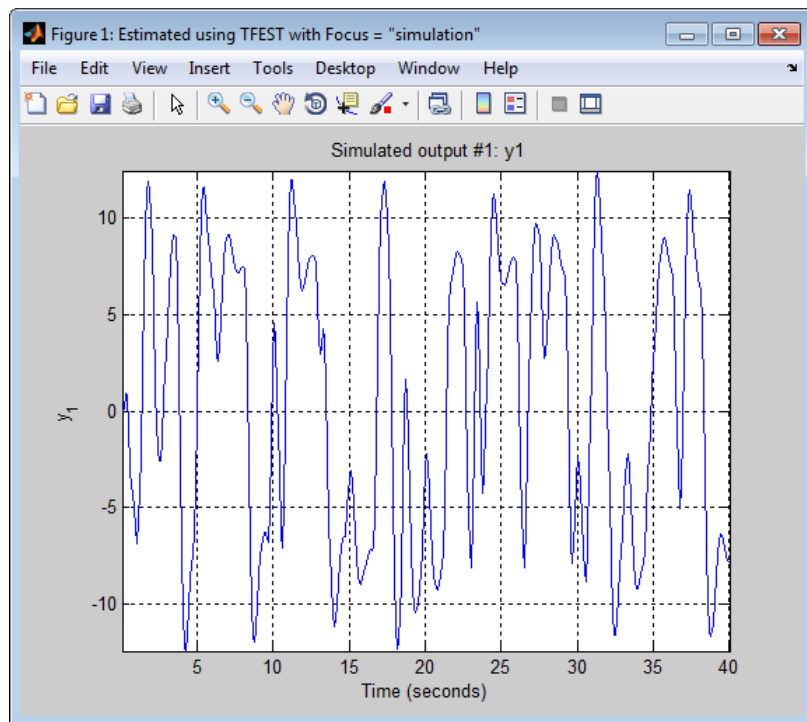 Figure 1: Estimated using TFEST with Focus = "simulation"
File Edit View Insert Tools Desktop Window Help
Simulated output #1: y1
10
5
0
-5
-10
y1
5 10 15 20 25 30 35 40
Time (seconds)